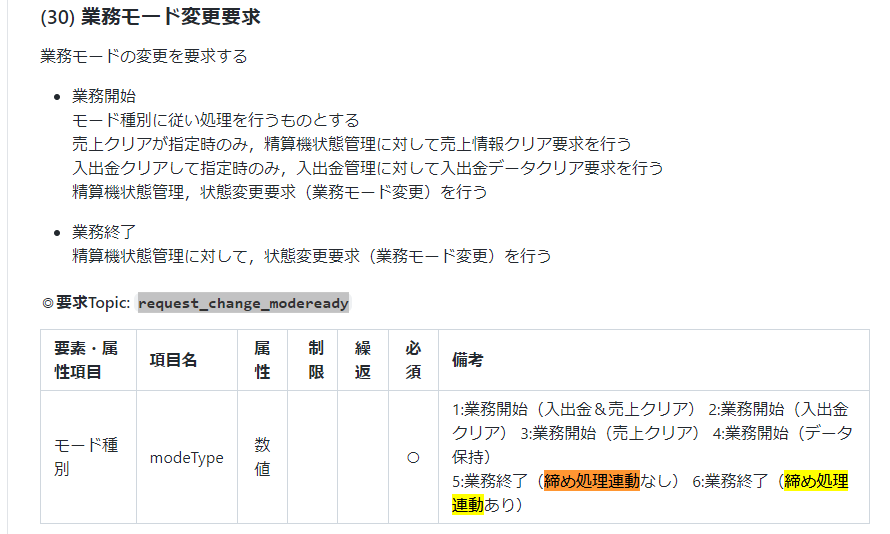 (30) 業務モード変更要求
業務モードの変更を要求する
業務開始
モード種別に従い処理を行うものとする
売上クリアが指定時のみ，精算機状態管理に対して売上情報クリア要求を行う
入出金クリアして指定時のみ，入出金管理に対して入出金データクリア要求を行う
精算機状態管理，状態変更要求（業務モード変更）を行う
業務終了
精算機状態管理に対して，状態変更要求（業務モード変更）を行う
◎要求Topic: request_change_modeready
要素・属性項目 項目名 属性 制限 繰返 必須 備考
モード種別 modeType 数値 ○
1:業務開始（入出金＆売上クリア） 2:業務開始（入出金
クリア） 3:業務開始（売上クリア） 4:業務開始（データ
保持）
5:業務終了（締め処理連動なし） 6:業務終了（締め処理
連動あり）